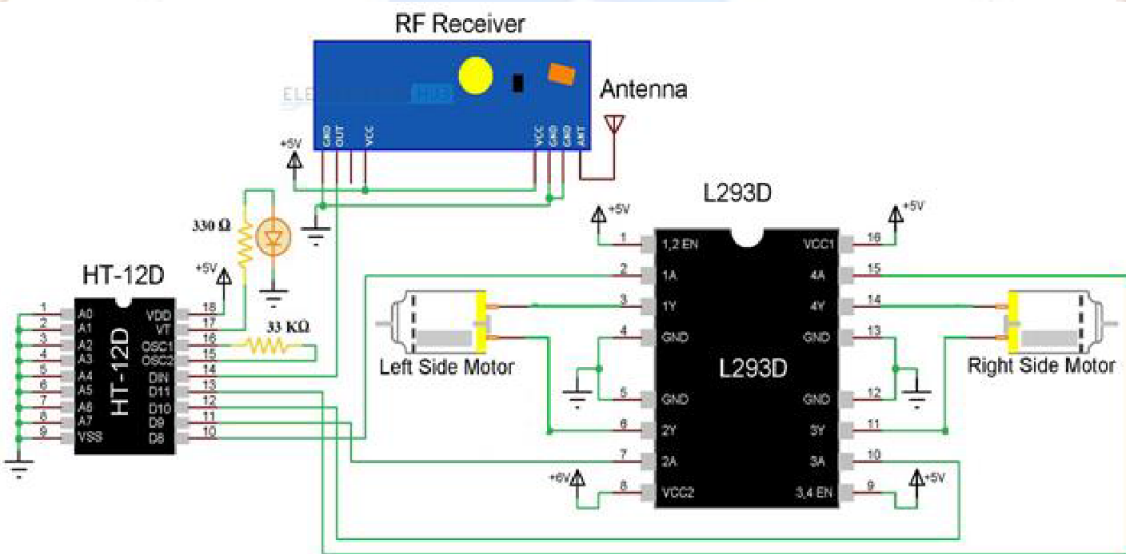 RF Receiver
HUB
Antenna
GND OUT VCC VCC GND GND ANT
+5V
L293D
330 Ω
+5V +5V
1 1,2 EN VCC1 16
HT-12D
+5V
2 1A 4A 15
1 A0 VDD 18
3 1Y 4Y 14
2 A1 VT 17
33 KΩ
3 A2 OSC1 16
4 GND GND 13
4 A3 OSC2 15
Left Side Motor
L293D
Right Side Motor
5 A4 DIN 14
6 A5 D11 13
5 GND GND 12
7 A6 D10 12
8 A7 D9 11
6 2Y 3Y 11
9 VSS D8 10
HT-12D
7 2A 3A 10
+6V +5V
8 VCC2 3,4 EN 9